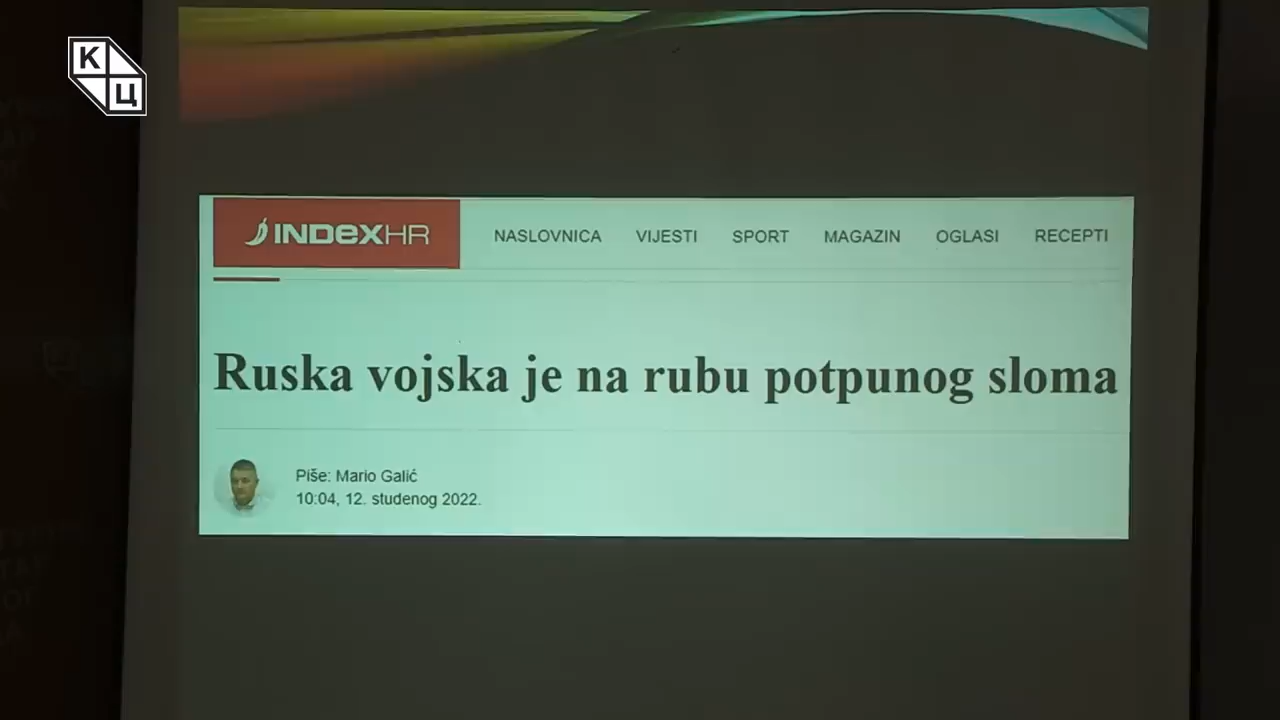 К
Ц
INDEXHR
NASLOVNICA VIJESTI SPORT MAGAZIN OGLASI RECEPTI
Ruska vojska je na rubu potpunog sloma
Piše: Mario Galić
10:04, 12. studenog 2022.